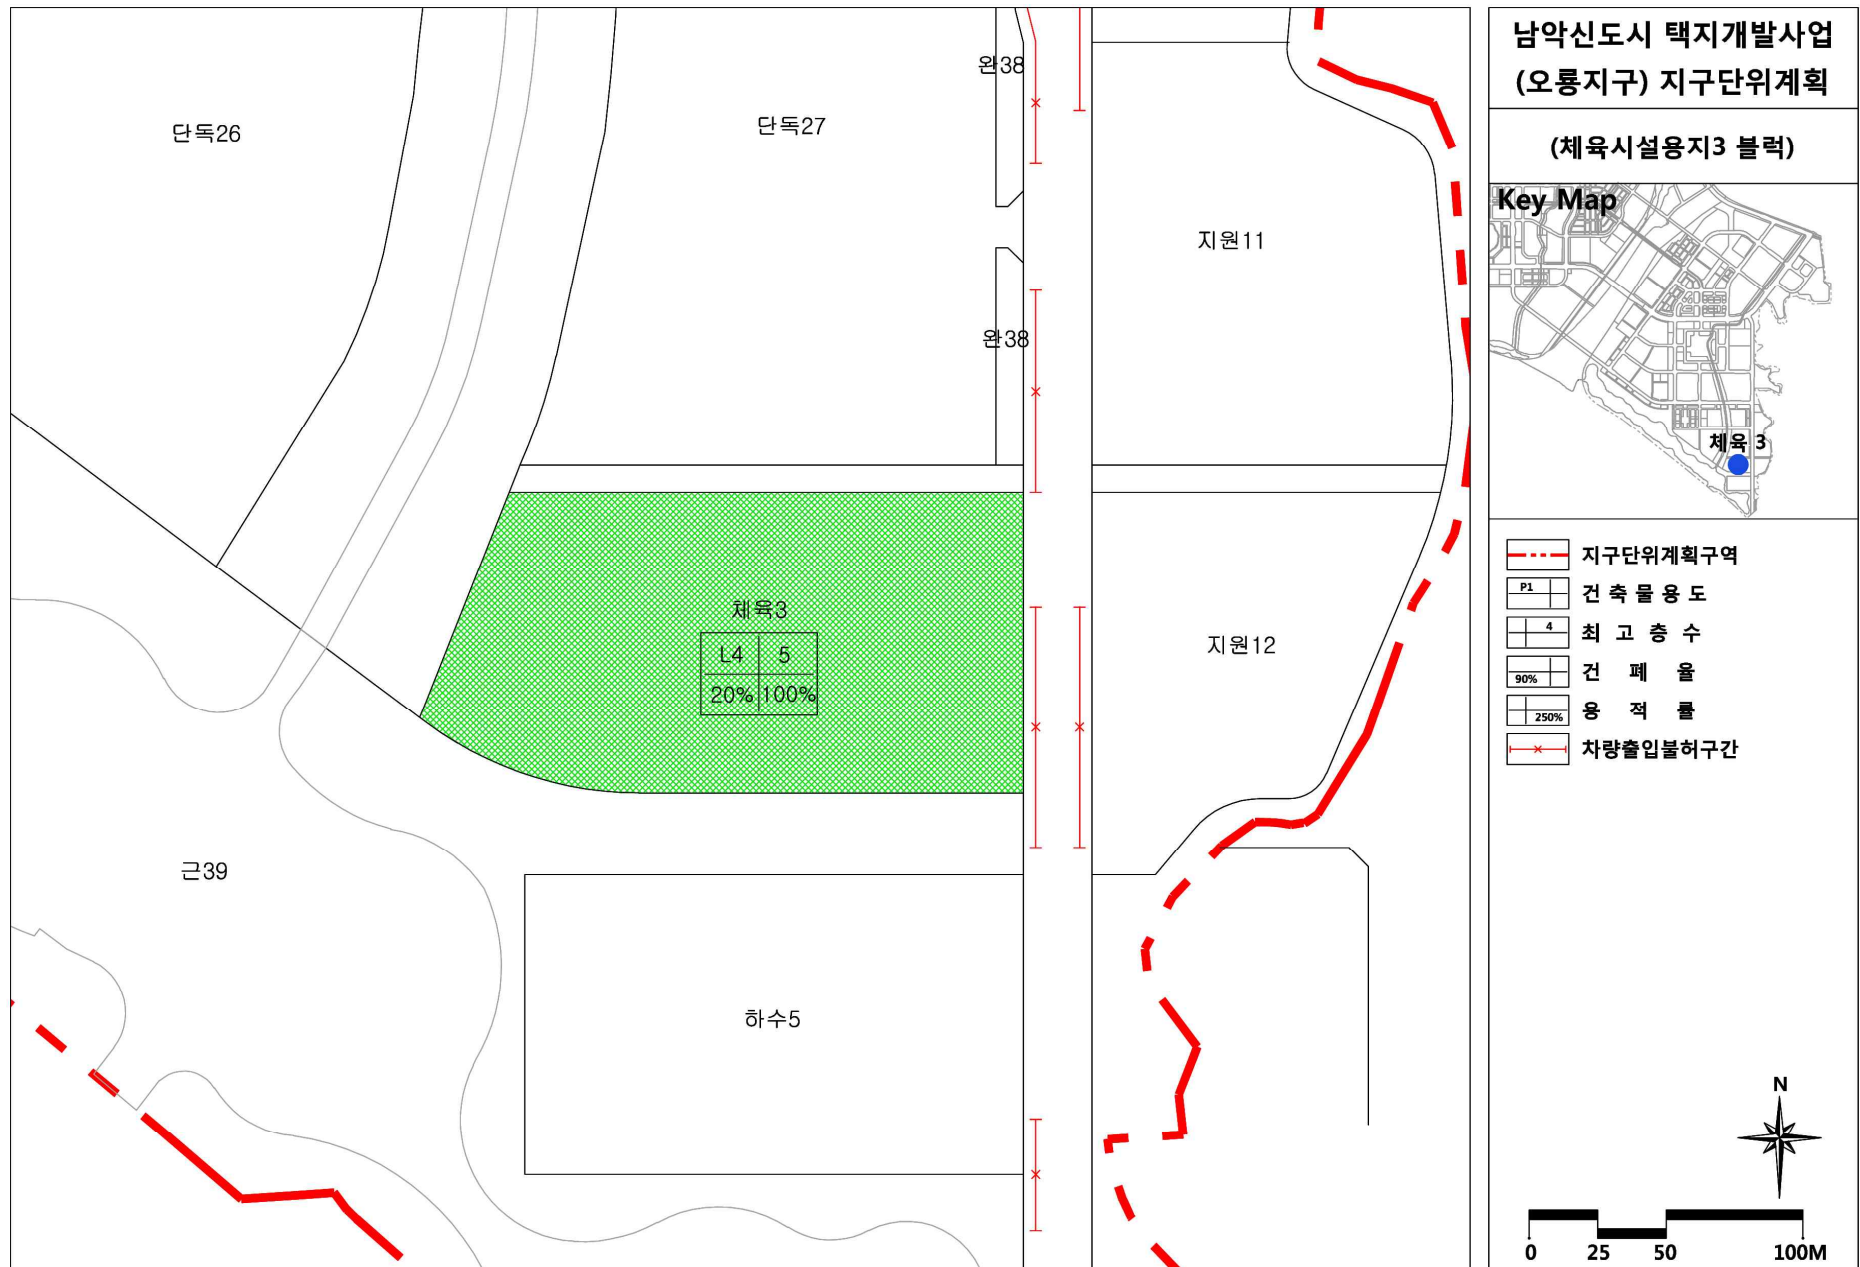 남악신도시 택지개발사업
(오룡지구) 지구단위계획
(체육시설용지3 블럭)
Key Map
체육 3
지구단위계획구역
P1
건축물용도
4
최고층수
90%
건폐율
250%
용적률
차량출입불허구간
N
0 25 50 100M
단독26
단독27
완38
지원11
완38
체육3
L4 5
20% 100%
지원12
근39
하수5